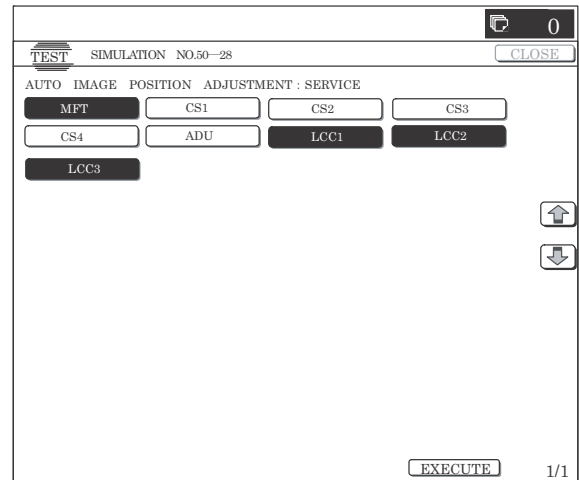 0
TEST SIMULATION NO.50—28 CLOSE
AUTO IMAGE POSITION ADJUSTMENT : SERVICE
MFT CS1 CS2 CS3
CS4 ADU LCC1 LCC2
LCC3
EXECUTE 1/1